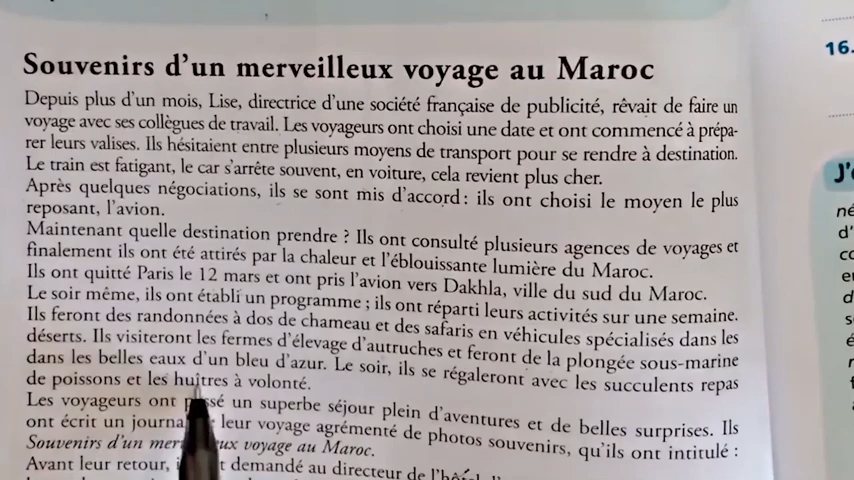 Souvenirs d'un merveilleux voyage au Maroc
Depuis plus d'un mois, Lise, directrice d'une société française de publicité, rêvait de faire un
voyage avec ses collègues de travail. Les voyageurs ont choisi une date et ont commencé à prépa-
rer leurs valises. Ils hésitaient entre plusieurs moyens de transport pour se rendre à destination.
Le train est fatigant, le car s'arrête souvent, en voiture, cela revient plus cher.
Après quelques négociations, ils se sont mis d'accord : ils ont choisi le moyen le plus
reposant, l'avion.
Maintenant quelle destination prendre ? Ils ont consulté plusieurs agences de voyages et
finalement ils ont été attirés par la chaleur et l'éblouissante lumière du Maroc.
Ils ont quitté Paris le 12 mars et ont pris l'avion vers Dakhla, ville du sud du Maroc.
Le soir même, ils ont établi un programme ; ils ont réparti leurs activités sur une semaine.
Ils feront des randonnées à dos de chameau et des safaris en véhicules spécialisés dans les
déserts. Ils visiteront les fermes d'élevage d'autruches et feront de la plongée sous-marine
dans les belles eaux d'un bleu d'azur. Le soir, ils se régaleront avec les succulents repas
de poissons et les huîtres à volonté.
Les voyageurs ont passé un superbe séjour plein d'aventures et de belles surprises. Ils
ont écrit un journal leur voyage agrémenté de photos souvenirs, qu'ils ont intitulé :
Souvenirs d'un merveilleux voyage au Maroc.
Avant leur retour, demandé au directeur de l'hôtel
16.
J'
né
d'
co
e
d
s
é
r